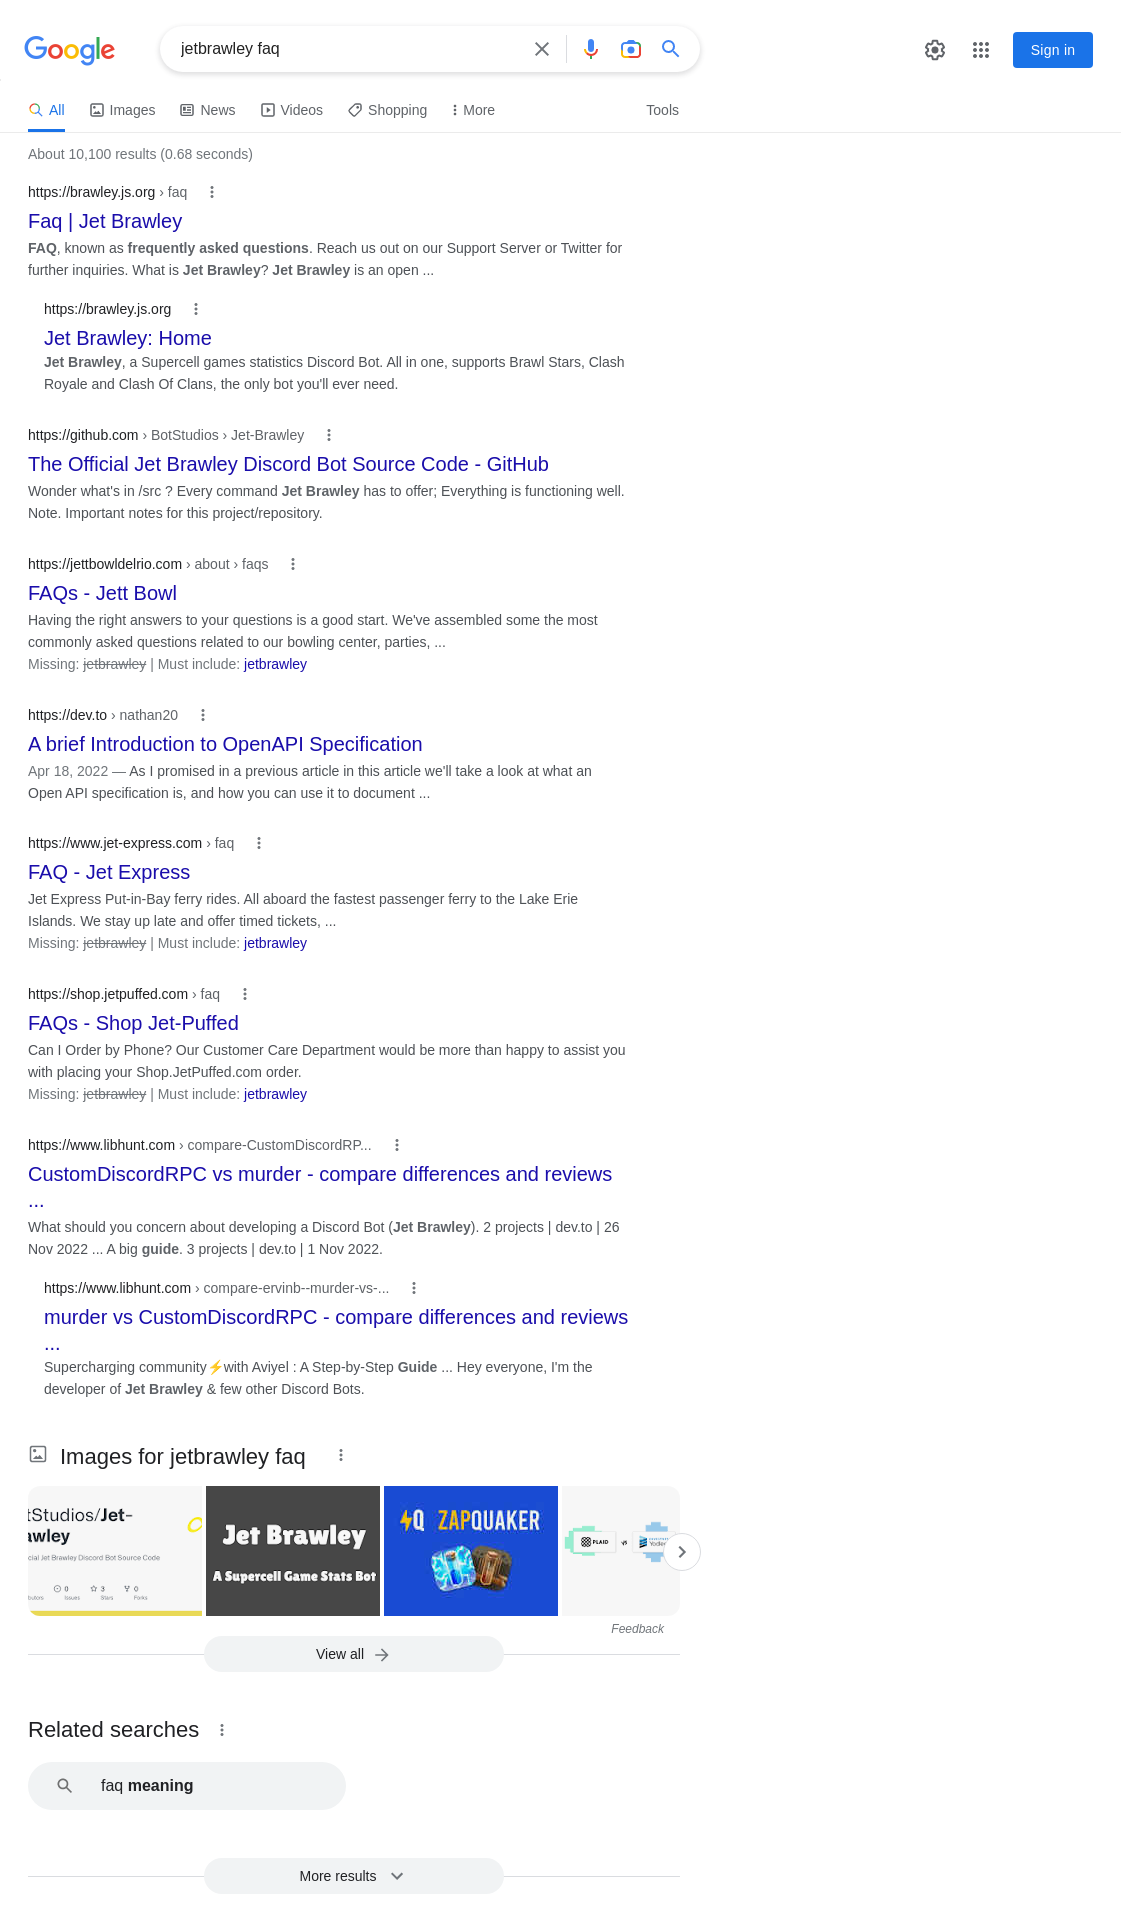 Google
jetbrawley faq
Sign in
All Images News Videos Shopping More Tools
About 10,100 results (0.68 seconds)
https://brawley.js.org › faq
Faq | Jet Brawley
FAQ, known as frequently asked questions. Reach us out on our Support Server or Twitter for
further inquiries. What is Jet Brawley? Jet Brawley is an open ...
https://brawley.js.org
Jet Brawley: Home
Jet Brawley, a Supercell games statistics Discord Bot. All in one, supports Brawl Stars, Clash
Royale and Clash Of Clans, the only bot you'll ever need.
https://github.com › BotStudios › Jet-Brawley
The Official Jet Brawley Discord Bot Source Code - GitHub
Wonder what's in /src ? Every command Jet Brawley has to offer; Everything is functioning well.
Note. Important notes for this project/repository.
https://jettbowldelrio.com › about › faqs
FAQs - Jett Bowl
Having the right answers to your questions is a good start. We've assembled some the most
commonly asked questions related to our bowling center, parties, ...
Missing: jetbrawley | Must include: jetbrawley
https://dev.to › nathan20
A brief Introduction to OpenAPI Specification
Apr 18, 2022 — As I promised in a previous article in this article we'll take a look at what an
Open API specification is, and how you can use it to document ...
https://www.jet-express.com › faq
FAQ - Jet Express
Jet Express Put-in-Bay ferry rides. All aboard the fastest passenger ferry to the Lake Erie
Islands. We stay up late and offer timed tickets, ...
Missing: jetbrawley | Must include: jetbrawley
https://shop.jetpuffed.com › faq
FAQs - Shop Jet-Puffed
Can I Order by Phone? Our Customer Care Department would be more than happy to assist you
with placing your Shop.JetPuffed.com order.
Missing: jetbrawley | Must include: jetbrawley
https://www.libhunt.com › compare-CustomDiscordRP...
CustomDiscordRPC vs murder - compare differences and reviews
...
What should you concern about developing a Discord Bot (Jet Brawley). 2 projects | dev.to | 26
Nov 2022 ... A big guide. 3 projects | dev.to | 1 Nov 2022.
https://www.libhunt.com › compare-ervinb--murder-vs-...
murder vs CustomDiscordRPC - compare differences and reviews
...
Supercharging community⚡with Aviyel : A Step-by-Step Guide ... Hey everyone, I'm the
developer of Jet Brawley & few other Discord Bots.
Images for jetbrawley faq
tStudios/Jet-
awley
cial Jet Brawley Discord Bot Source Code
0 3 0
butors Issues Stars Forks
Jet Brawley
A Supercell Game Stats Bot
Q ZAPQUAKER
PLAID vs
Feedback
View all
Related searches
faq meaning
More results